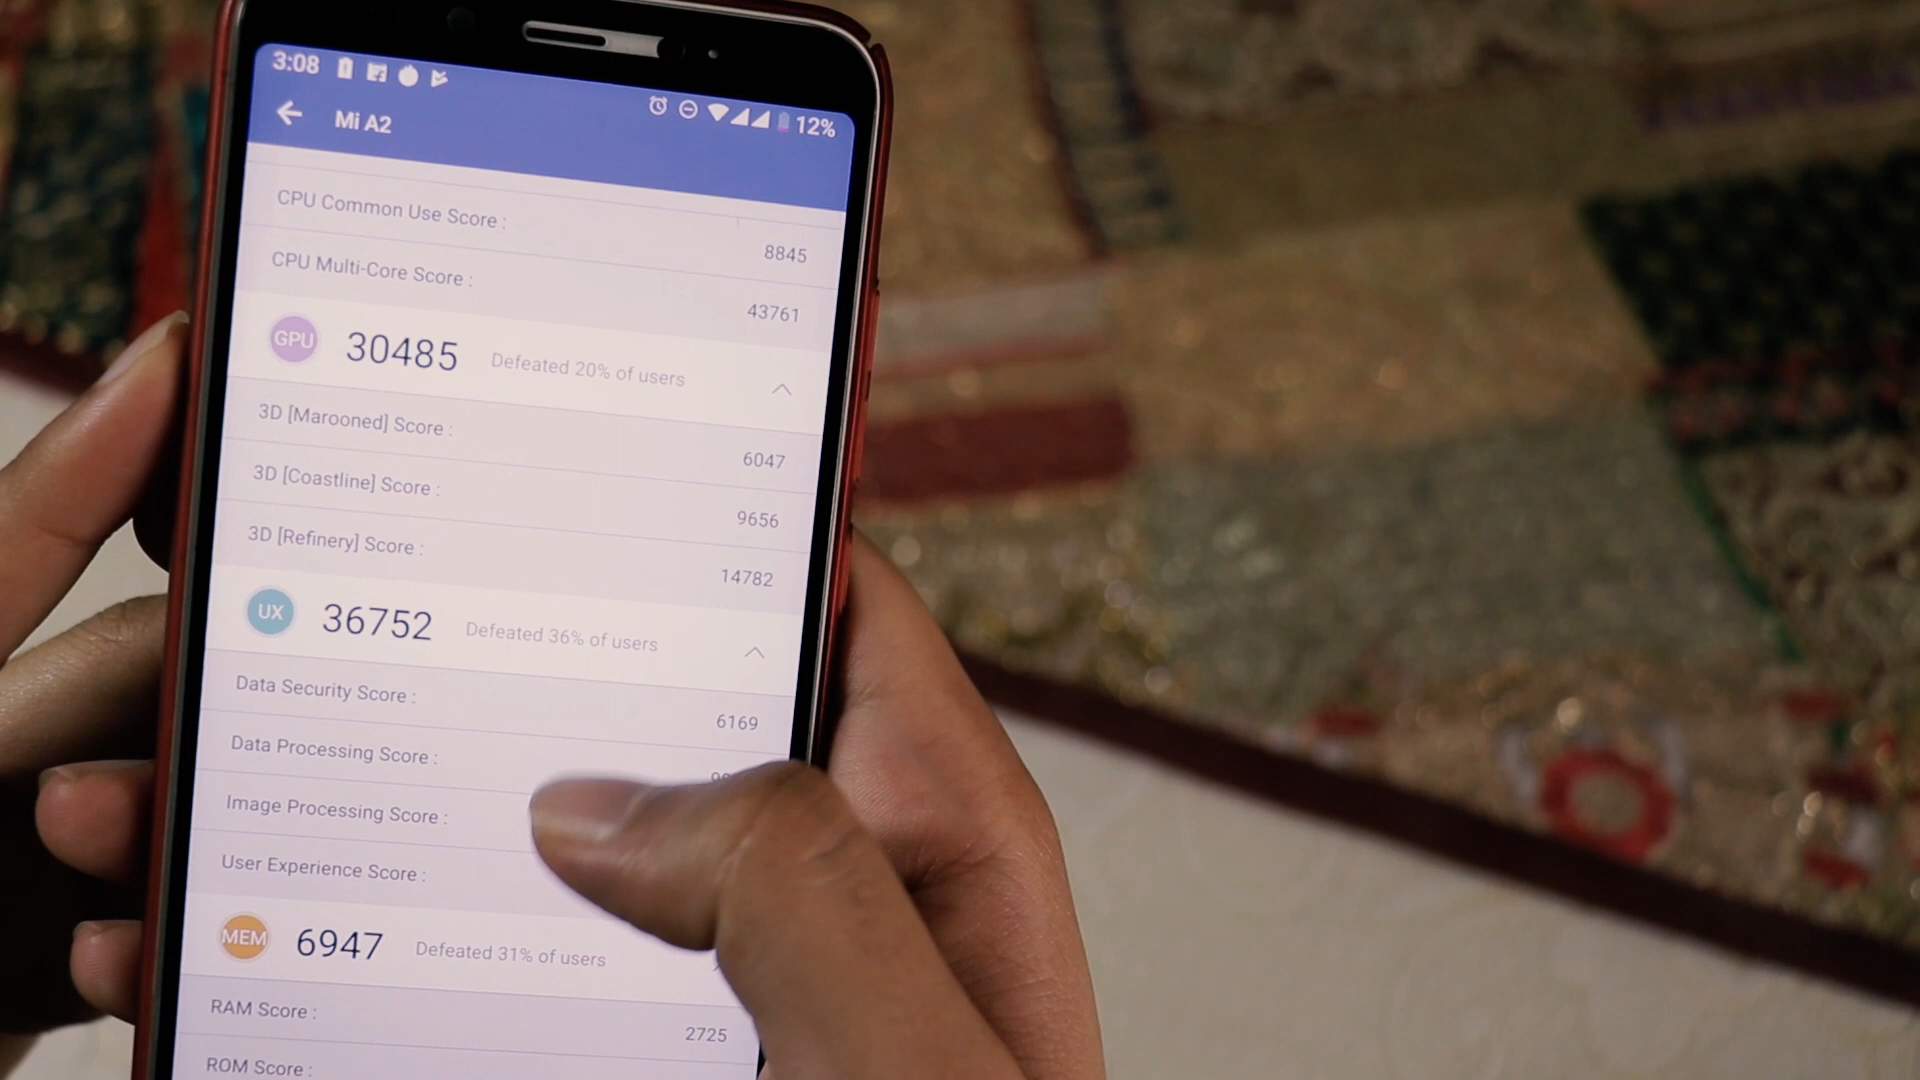 3:08 12%
Mi A2
CPU Common Use Score : 8845
CPU Multi-Core Score : 43761
GPU 30485 Defeated 20% of users
3D [Marooned] Score : 6047
3D [Coastline] Score : 9656
3D [Refinery] Score : 14782
UX 36752 Defeated 36% of users
Data Security Score : 6169
Data Processing Score :
Image Processing Score :
User Experience Score :
MEM 6947 Defeated 31% of users
RAM Score : 2725
ROM Score :